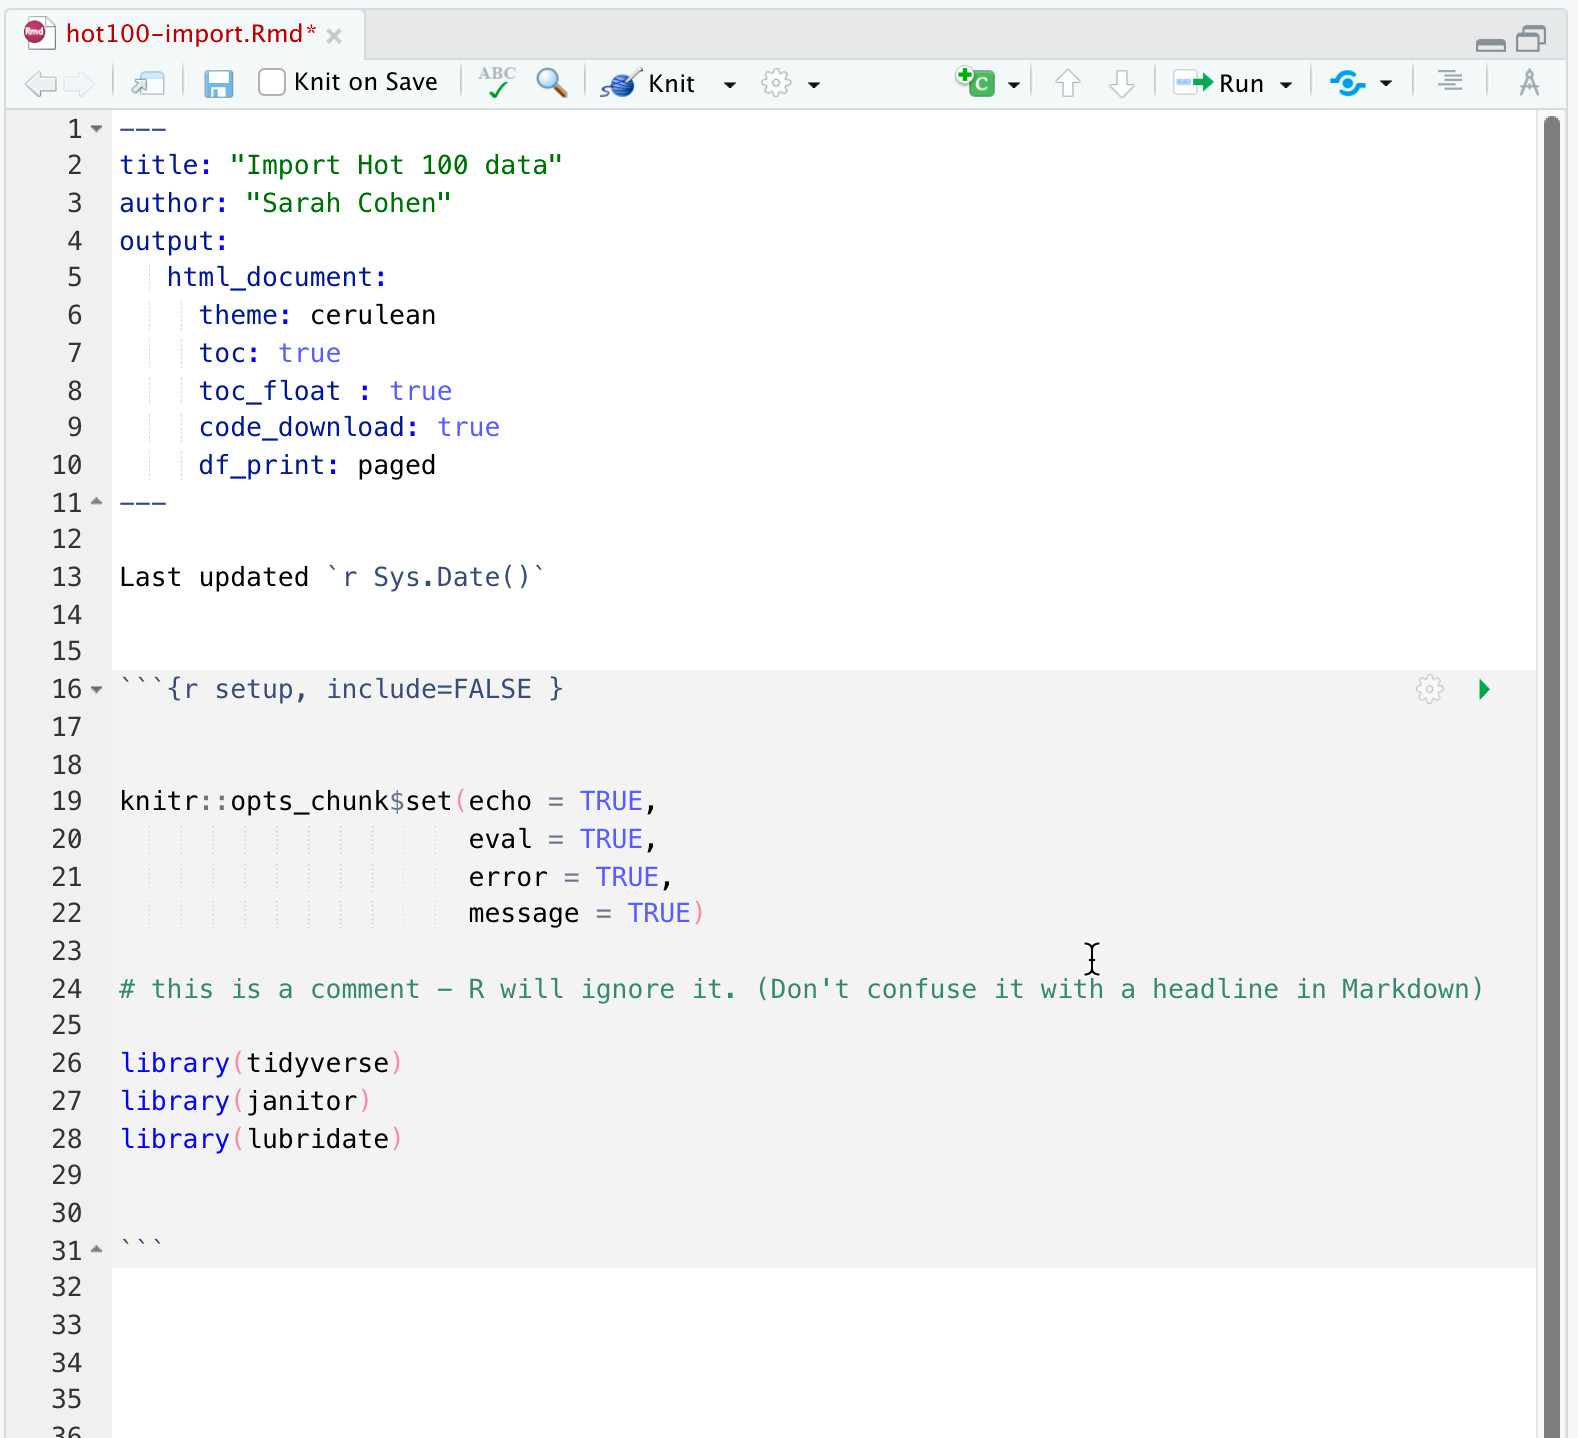 hot100-import.Rmd*
Knit on Save ABC Knit C Run
1 ---
2 title: "Import Hot 100 data"
3 author: "Sarah Cohen"
4 output:
5 html_document:
6 theme: cerulean
7 toc: true
8 toc_float : true
9 code_download: true
10 df_print: paged
11 ---
12
13 Last updated `r Sys.Date()`
14
15
16 ```{r setup, include=FALSE }
17
18
19 knitr::opts_chunk$set(echo = TRUE,
20 eval = TRUE,
21 error = TRUE,
22 message = TRUE)
23
24 # this is a comment - R will ignore it. (Don't confuse it with a headline in Markdown)
25
26 library(tidyverse)
27 library(janitor)
28 library(lubridate)
29
30
31 ```
32
33
34
35
36